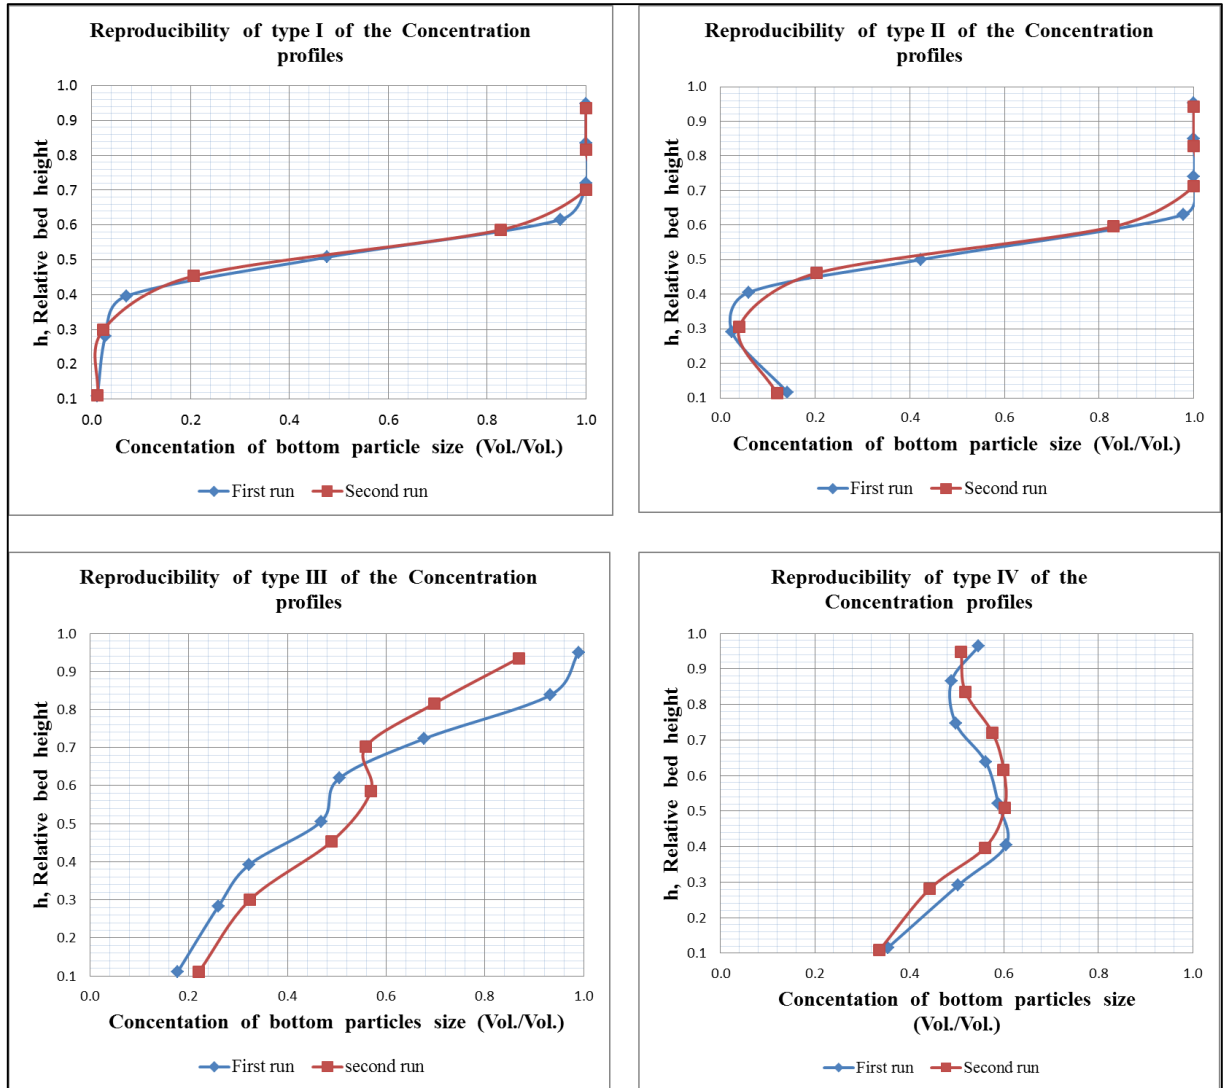 Reproducibility of type I of the Concentration
profiles
h, Relative bed height
1.0
0.9
0.8
0.7
0.6
0.5
0.4
0.3
0.2
0.1
0.0
0.2
0.4
0.6
0.8
1.0
Concentation of bottom particle size (Vol./Vol.)
First run
Second run
Reproducibility of type II of the Concentration
profiles
h, Relative bed height
1.0
0.9
0.8
0.7
0.6
0.5
0.4
0.3
0.2
0.1
0.0
0.2
0.4
0.6
0.8
1.0
Concentation of bottom particle size (Vol./Vol.)
First run
Second run
Reproducibility of type III of the Concentration
profiles
h, Relative bed height
1.0
0.9
0.8
0.7
0.6
0.5
0.4
0.3
0.2
0.1
0.0
0.2
0.4
0.6
0.8
1.0
Concentation of bottom particles size (Vol./Vol.)
First run
second run
Reproducibility of type IV of the
Concentration profiles
h, Relative bed height
1.0
0.9
0.8
0.7
0.6
0.5
0.4
0.3
0.2
0.1
0.0
0.2
0.4
0.6
0.8
1.0
Concentation of bottom particles size
(Vol./Vol.)
First run
Second run